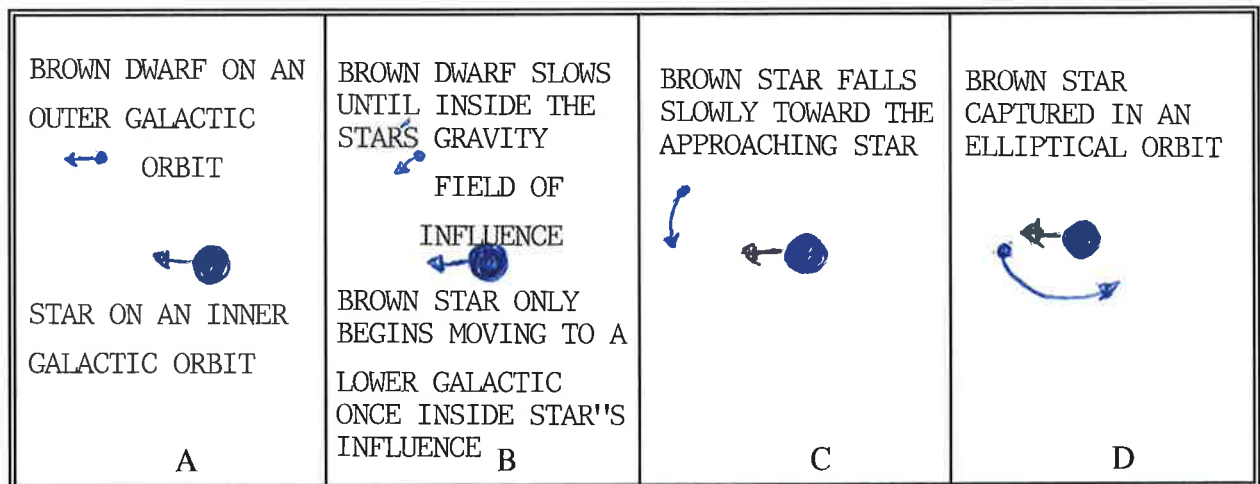 BROWN DWARF ON AN
OUTER GALACTIC
ORBIT
STAR ON AN INNER
GALACTIC ORBIT
A
BROWN DWARF SLOWS
UNTIL INSIDE THE
STAR'S GRAVITY
FIELD OF
INFLUENCE
BROWN STAR ONLY
BEGINS MOVING TO A
LOWER GALACTIC
ONCE INSIDE STAR"S
INFLUENCE
B
BROWN STAR FALLS
SLOWLY TOWARD THE
APPROACHING STAR
C
BROWN STAR
CAPTURED IN AN
ELLIPTICAL ORBIT
D